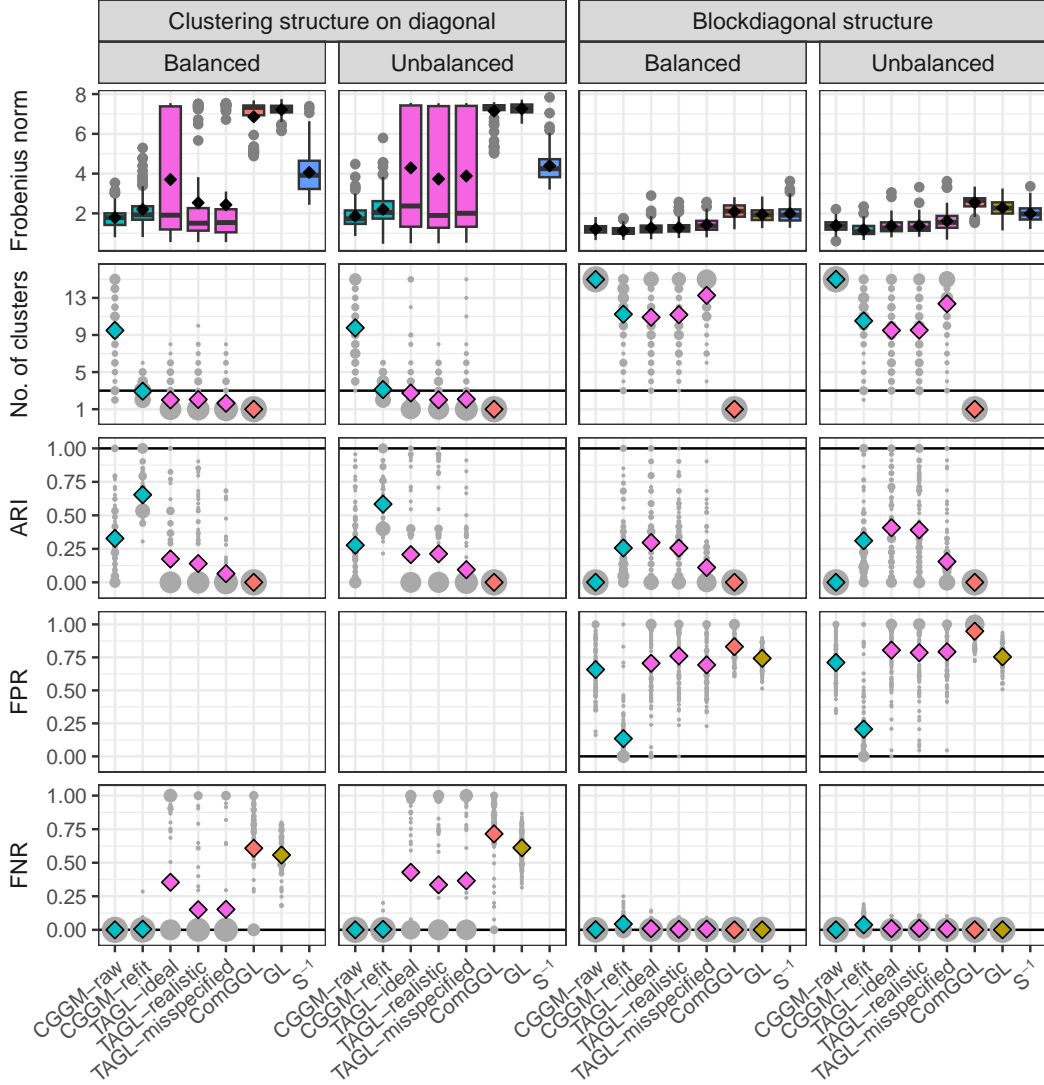 Clustering structure on diagonal
Blockdiagonal structure
Balanced
Unbalanced
Balanced
Unbalanced
Frobenius norm
8
6
4
2
No. of clusters
13
9
5
1
ARI
1.00
0.75
0.50
0.25
0.00
FPR
1.00
0.75
0.50
0.25
0.00
FNR
1.00
0.75
0.50
0.25
0.00
CGGM−raw
CGGM−refit
TAGL−ideal
TAGL−realistic
TAGL−misspecified
ComGGL
GL
S⁻¹
CGGM−raw
CGGM−refit
TAGL−ideal
TAGL−realistic
TAGL−misspecified
ComGGL
GL
S⁻¹
CGGM−raw
CGGM−refit
TAGL−ideal
TAGL−realistic
TAGL−misspecified
ComGGL
GL
S⁻¹
CGGM−raw
CGGM−refit
TAGL−ideal
TAGL−realistic
TAGL−misspecified
ComGGL
GL
S⁻¹